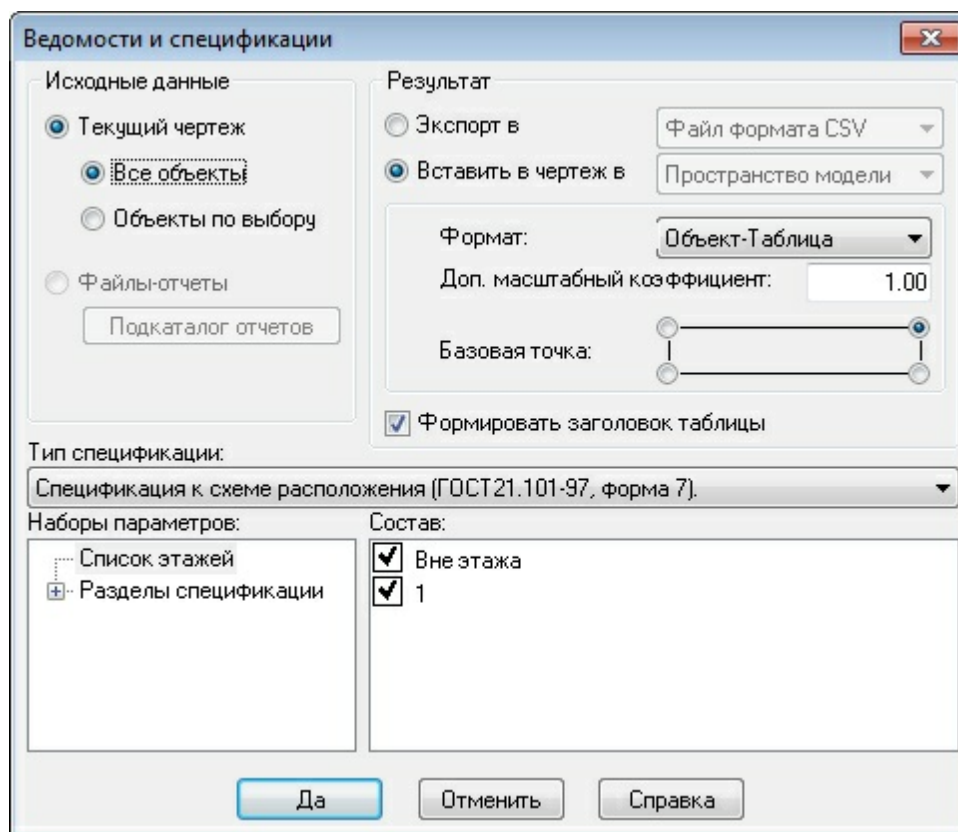 Ведомости и спецификации
Исходные данные
Текущий чертеж
Все объекты
Объекты по выбору
Файлы-отчеты
Подкаталог отчетов
Результат
Экспорт в
Файл формата CSV
Вставить в чертеж в
Пространство модели
Формат:
Объект-Таблица
Доп. масштабный коэффициент:
1.00
Базовая точка:
Формировать заголовок таблицы
Тип спецификации:
Спецификация к схеме расположения (ГОСТ21.101-97, форма 7).
Наборы параметров:
Список этажей
Разделы спецификации
Состав:
Вне этажа
1
Да
Отменить
Справка